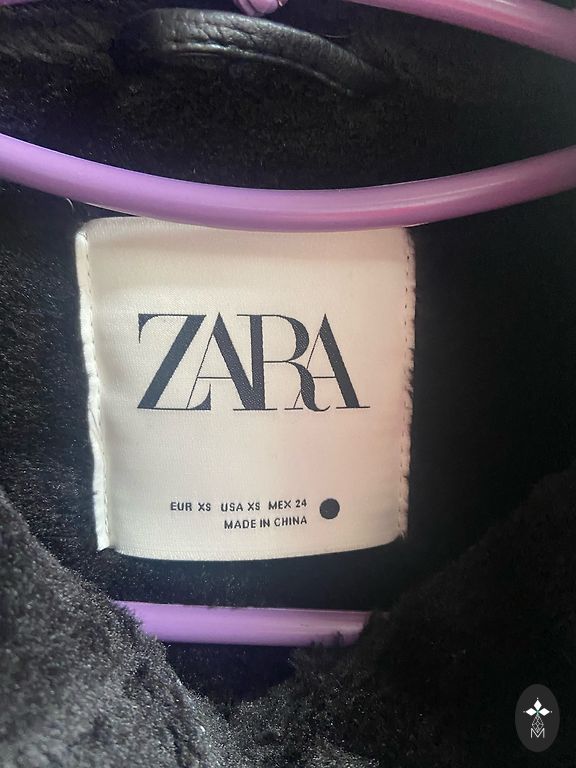 ZARA
EUR XS USA XS MEX 24
MADE IN CHINA
M